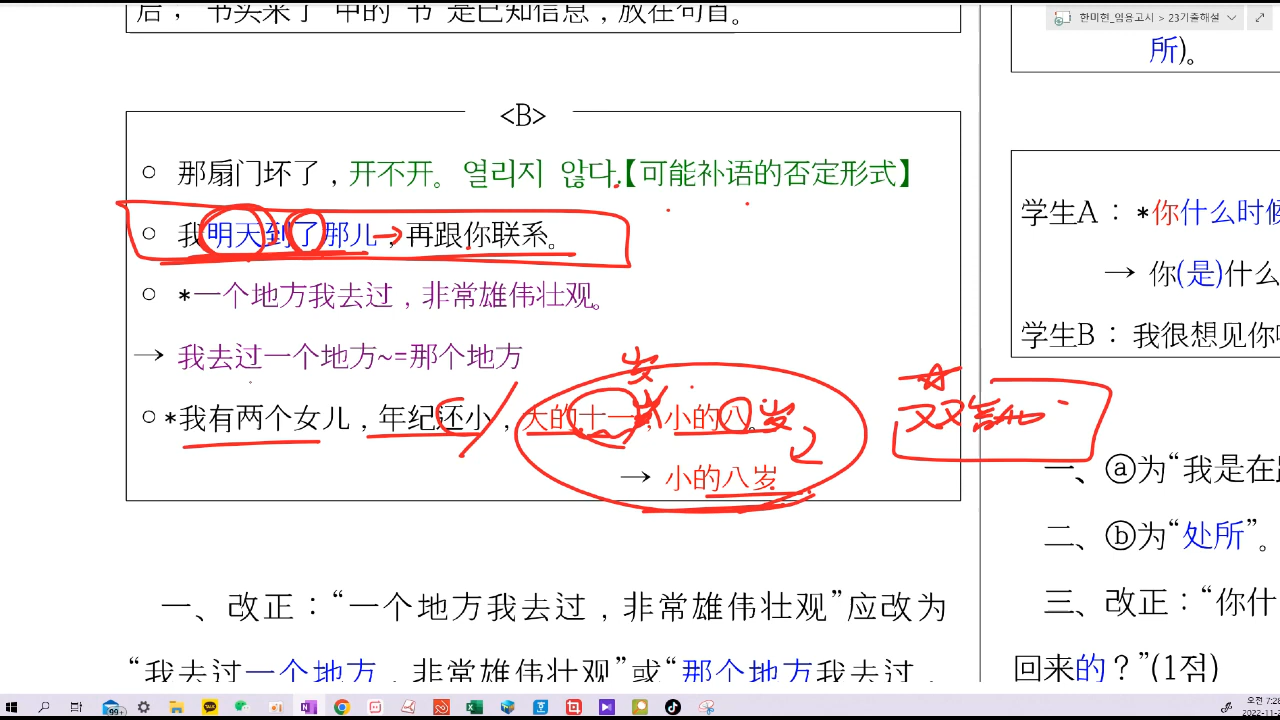 后，“书买来了”中的“书”是已知信息，放在句首。
한미현_임용고시 > 23기출해설
所)。
<B>
○ 那扇门坏了，开不开。열리지 않다.【可能补语的否定形式】
○ 我明天到了那儿，再跟你联系。
○ *一个地方我去过，非常雄伟壮观。
→ 我去过一个地方~=那个地方
岁
○ *我有两个女儿，年纪还小，大的十一岁，小的八。岁
→ 小的八岁
一、改正：“一个地方我去过，非常雄伟壮观”应改为
“我去过一个地方，非常雄伟壮观”或“那个地方我去过，
学生A：*你什么时候
→ 你(是)什么
学生B：我很想见你
一、ⓐ为“我是在
二、ⓑ为“处所”。
三、改正：“你什
回来的？”(1점)
99+
TALK
오전 7:2
2022-11-2